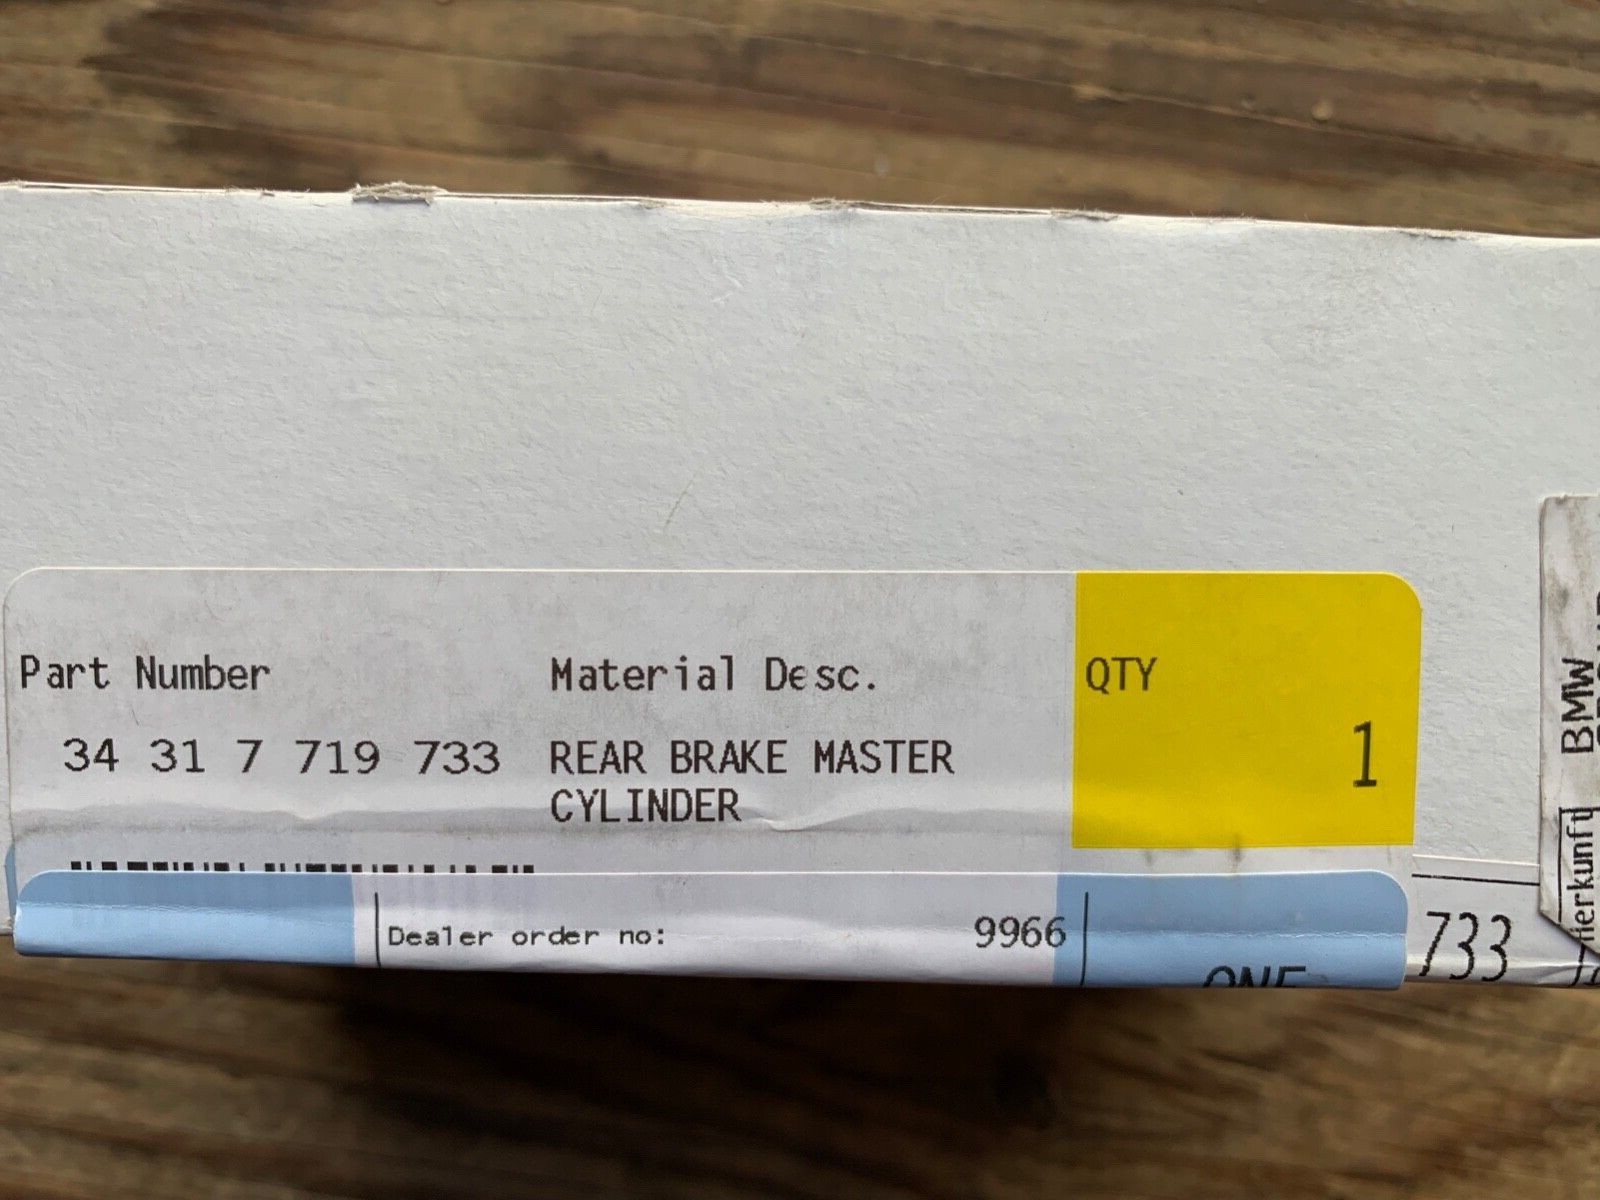 Part Number Material Desc. QTY
34 31 7 719 733 REAR BRAKE MASTER 1
CYLINDER
Dealer order no: 9966
733
BMW